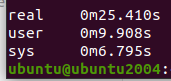 real    0m25.410s
user    0m9.908s
sys     0m6.795s
ubuntu@ubuntu2004: